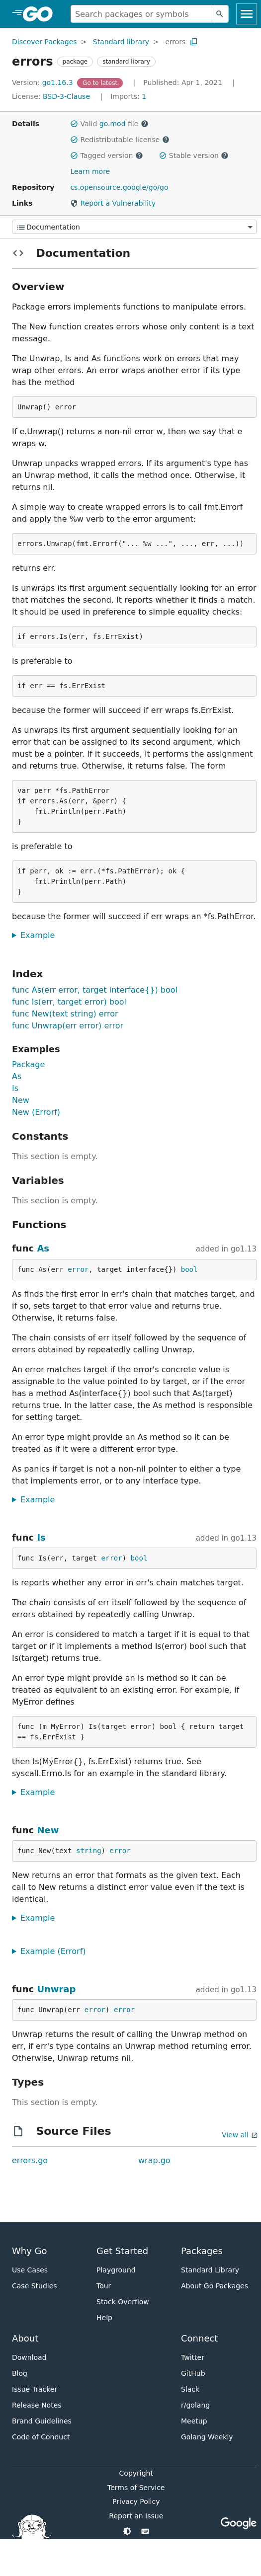 GO
Search packages or symbols
Discover Packages > Standard library > errors
errors package standard library
Version: go1.16.3 Go to latest | Published: Apr 1, 2021 |
License: BSD-3-Clause | Imports: 1
Details
Valid go.mod file
Redistributable license
Tagged version Stable version
Learn more
Repository cs.opensource.google/go/go
Links Report a Vulnerability
Documentation
Documentation
Overview
Package errors implements functions to manipulate errors.
The New function creates errors whose only content is a text
message.
The Unwrap, Is and As functions work on errors that may
wrap other errors. An error wraps another error if its type
has the method
Unwrap() error
If e.Unwrap() returns a non-nil error w, then we say that e
wraps w.
Unwrap unpacks wrapped errors. If its argument's type has
an Unwrap method, it calls the method once. Otherwise, it
returns nil.
A simple way to create wrapped errors is to call fmt.Errorf
and apply the %w verb to the error argument:
errors.Unwrap(fmt.Errorf("... %w ...", ..., err, ...))
returns err.
Is unwraps its first argument sequentially looking for an error
that matches the second. It reports whether it finds a match.
It should be used in preference to simple equality checks:
if errors.Is(err, fs.ErrExist)
is preferable to
if err == fs.ErrExist
because the former will succeed if err wraps fs.ErrExist.
As unwraps its first argument sequentially looking for an
error that can be assigned to its second argument, which
must be a pointer. If it succeeds, it performs the assignment
and returns true. Otherwise, it returns false. The form
var perr *fs.PathError
if errors.As(err, &perr) {
fmt.Println(perr.Path)
}
is preferable to
if perr, ok := err.(*fs.PathError); ok {
fmt.Println(perr.Path)
}
because the former will succeed if err wraps an *fs.PathError.
Example
Index
func As(err error, target interface{}) bool
func Is(err, target error) bool
func New(text string) error
func Unwrap(err error) error
Examples
Package
As
Is
New
New (Errorf)
Constants
This section is empty.
Variables
This section is empty.
Functions
func As added in go1.13
func As(err error, target interface{}) bool
As finds the first error in err's chain that matches target, and
if so, sets target to that error value and returns true.
Otherwise, it returns false.
The chain consists of err itself followed by the sequence of
errors obtained by repeatedly calling Unwrap.
An error matches target if the error's concrete value is
assignable to the value pointed to by target, or if the error
has a method As(interface{}) bool such that As(target)
returns true. In the latter case, the As method is responsible
for setting target.
An error type might provide an As method so it can be
treated as if it were a different error type.
As panics if target is not a non-nil pointer to either a type
that implements error, or to any interface type.
Example
func Is added in go1.13
func Is(err, target error) bool
Is reports whether any error in err's chain matches target.
The chain consists of err itself followed by the sequence of
errors obtained by repeatedly calling Unwrap.
An error is considered to match a target if it is equal to that
target or if it implements a method Is(error) bool such that
Is(target) returns true.
An error type might provide an Is method so it can be
treated as equivalent to an existing error. For example, if
MyError defines
func (m MyError) Is(target error) bool { return target
== fs.ErrExist }
then Is(MyError{}, fs.ErrExist) returns true. See
syscall.Errno.Is for an example in the standard library.
Example
func New
func New(text string) error
New returns an error that formats as the given text. Each
call to New returns a distinct error value even if the text is
identical.
Example
Example (Errorf)
func Unwrap added in go1.13
func Unwrap(err error) error
Unwrap returns the result of calling the Unwrap method on
err, if err's type contains an Unwrap method returning error.
Otherwise, Unwrap returns nil.
Types
This section is empty.
Source Files View all
errors.go wrap.go
Why Go Get Started Packages
Use Cases Playground Standard Library
Case Studies Tour About Go Packages
Stack Overflow
Help
About Connect
Download Twitter
Blog GitHub
Issue Tracker Slack
Release Notes r/golang
Brand Guidelines Meetup
Code of Conduct Golang Weekly
Copyright
Terms of Service
Privacy Policy
Report an Issue
Google